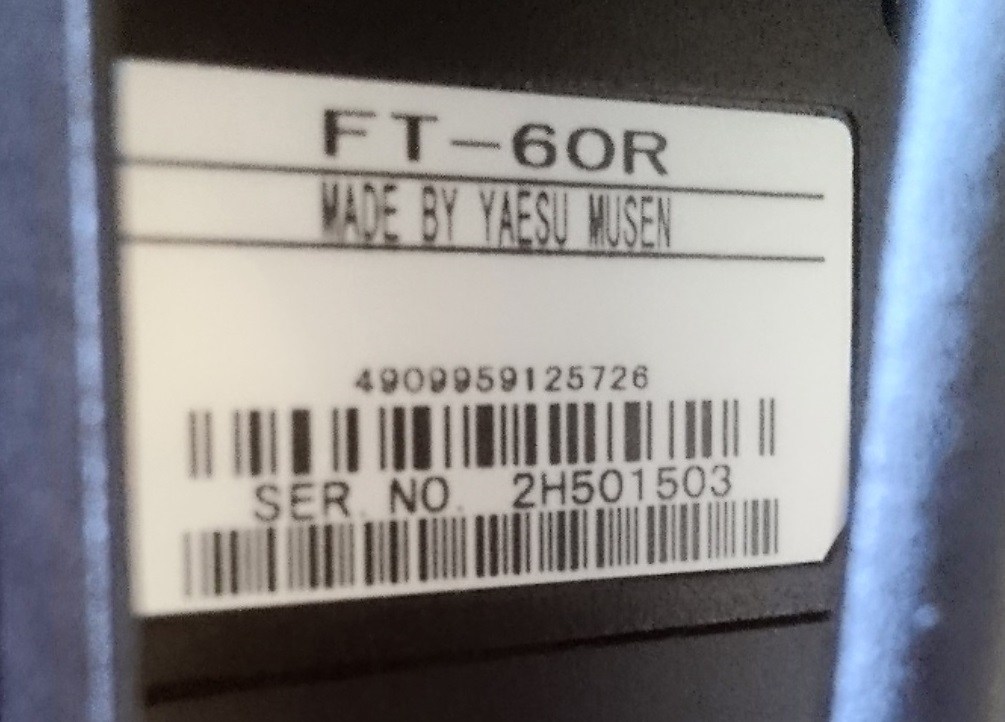 FT-60R
MADE BY YAESU MUSEN
4909959125726
SER. NO. 2H501503